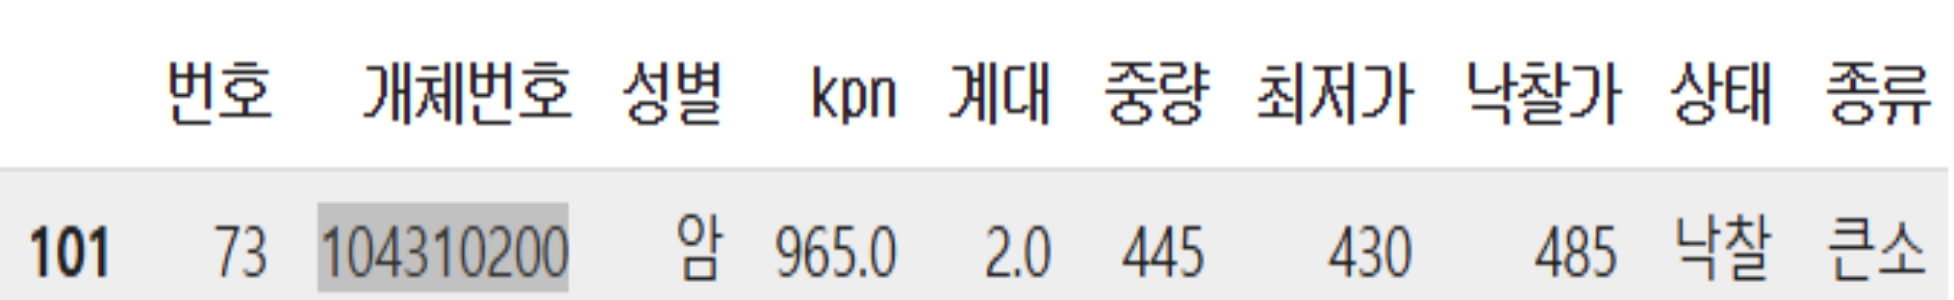 번호 개체번호 성별 kpn 계대 중량 최저가 낙찰가 상태 종류
101 73 104310200 암 965.0 2.0 445 430 485 낙찰 큰소